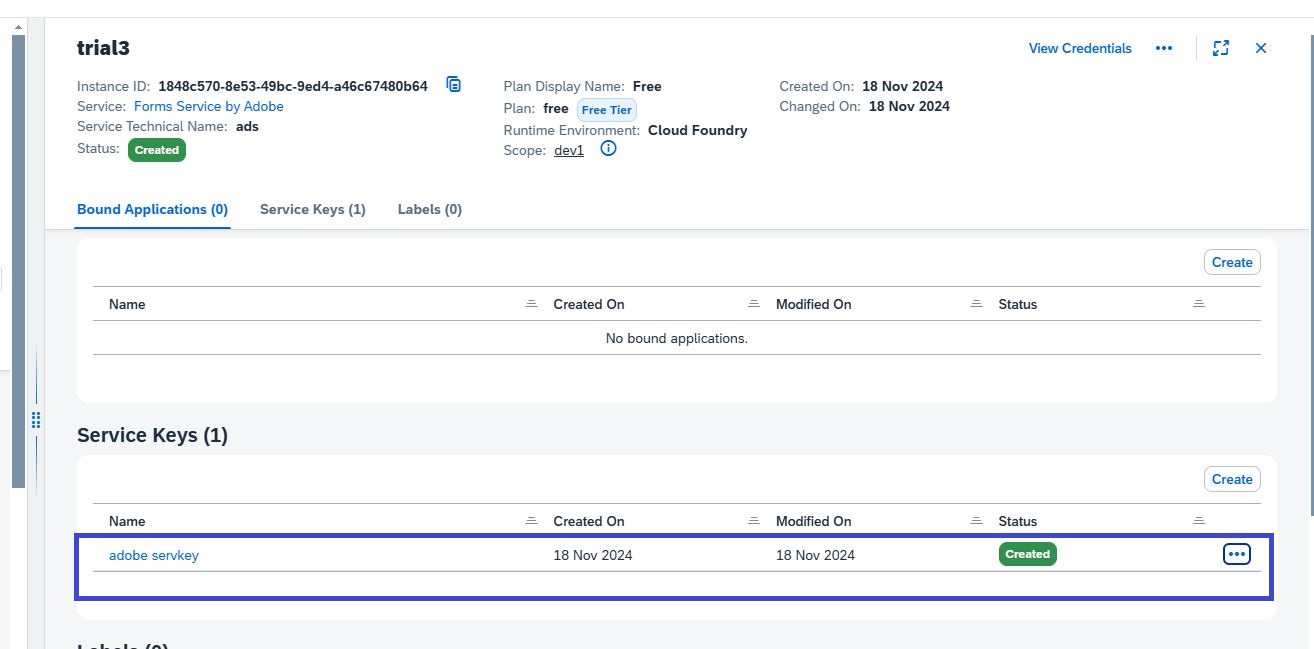 trial3
View Credentials
Instance ID: 1848c570-8e53-49bc-9ed4-a46c67480b64
Service: Forms Service by Adobe
Service Technical Name: ads
Status: Created
Plan Display Name: Free
Plan: free Free Tier
Runtime Environment: Cloud Foundry
Scope: dev1
Created On: 18 Nov 2024
Changed On: 18 Nov 2024
Bound Applications (0) Service Keys (1) Labels (0)
Create
Name Created On Modified On Status
No bound applications.
Service Keys (1)
Create
Name Created On Modified On Status
adobe servkey 18 Nov 2024 18 Nov 2024 Created
Labels (0)